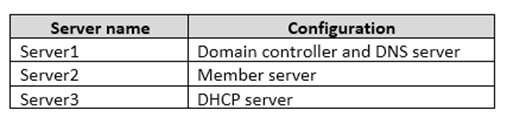 Server name Configuration
Server1 Domain controller and DNS server
Server2 Member server
Server3 DHCP server